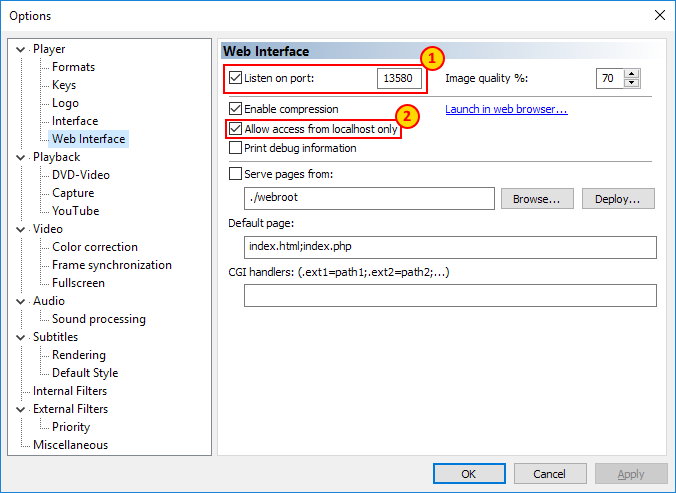 Options
Player
Formats
Keys
Logo
Interface
Web Interface
Playback
DVD-Video
Capture
YouTube
Video
Color correction
Frame synchronization
Fullscreen
Audio
Sound processing
Subtitles
Rendering
Default Style
Internal Filters
External Filters
Priority
Miscellaneous
Web Interface
1
Listen on port: 13580 Image quality %: 70
Enable compression Launch in web browser...
2
Allow access from localhost only
Print debug information
Serve pages from:
./webroot Browse... Deploy...
Default page:
index.html;index.php
CGI handlers: (.ext1=path1;.ext2=path2;...)
OK Cancel Apply